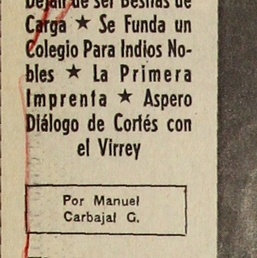 Dejan de ser Bestias de
Carga ★ Se Funda un
Colegio Para Indios No-
bles ★ La Primera
Imprenta ★ Aspero
Diálogo de Cortés con
el Virrey
Por Manuel
Carbajal G.